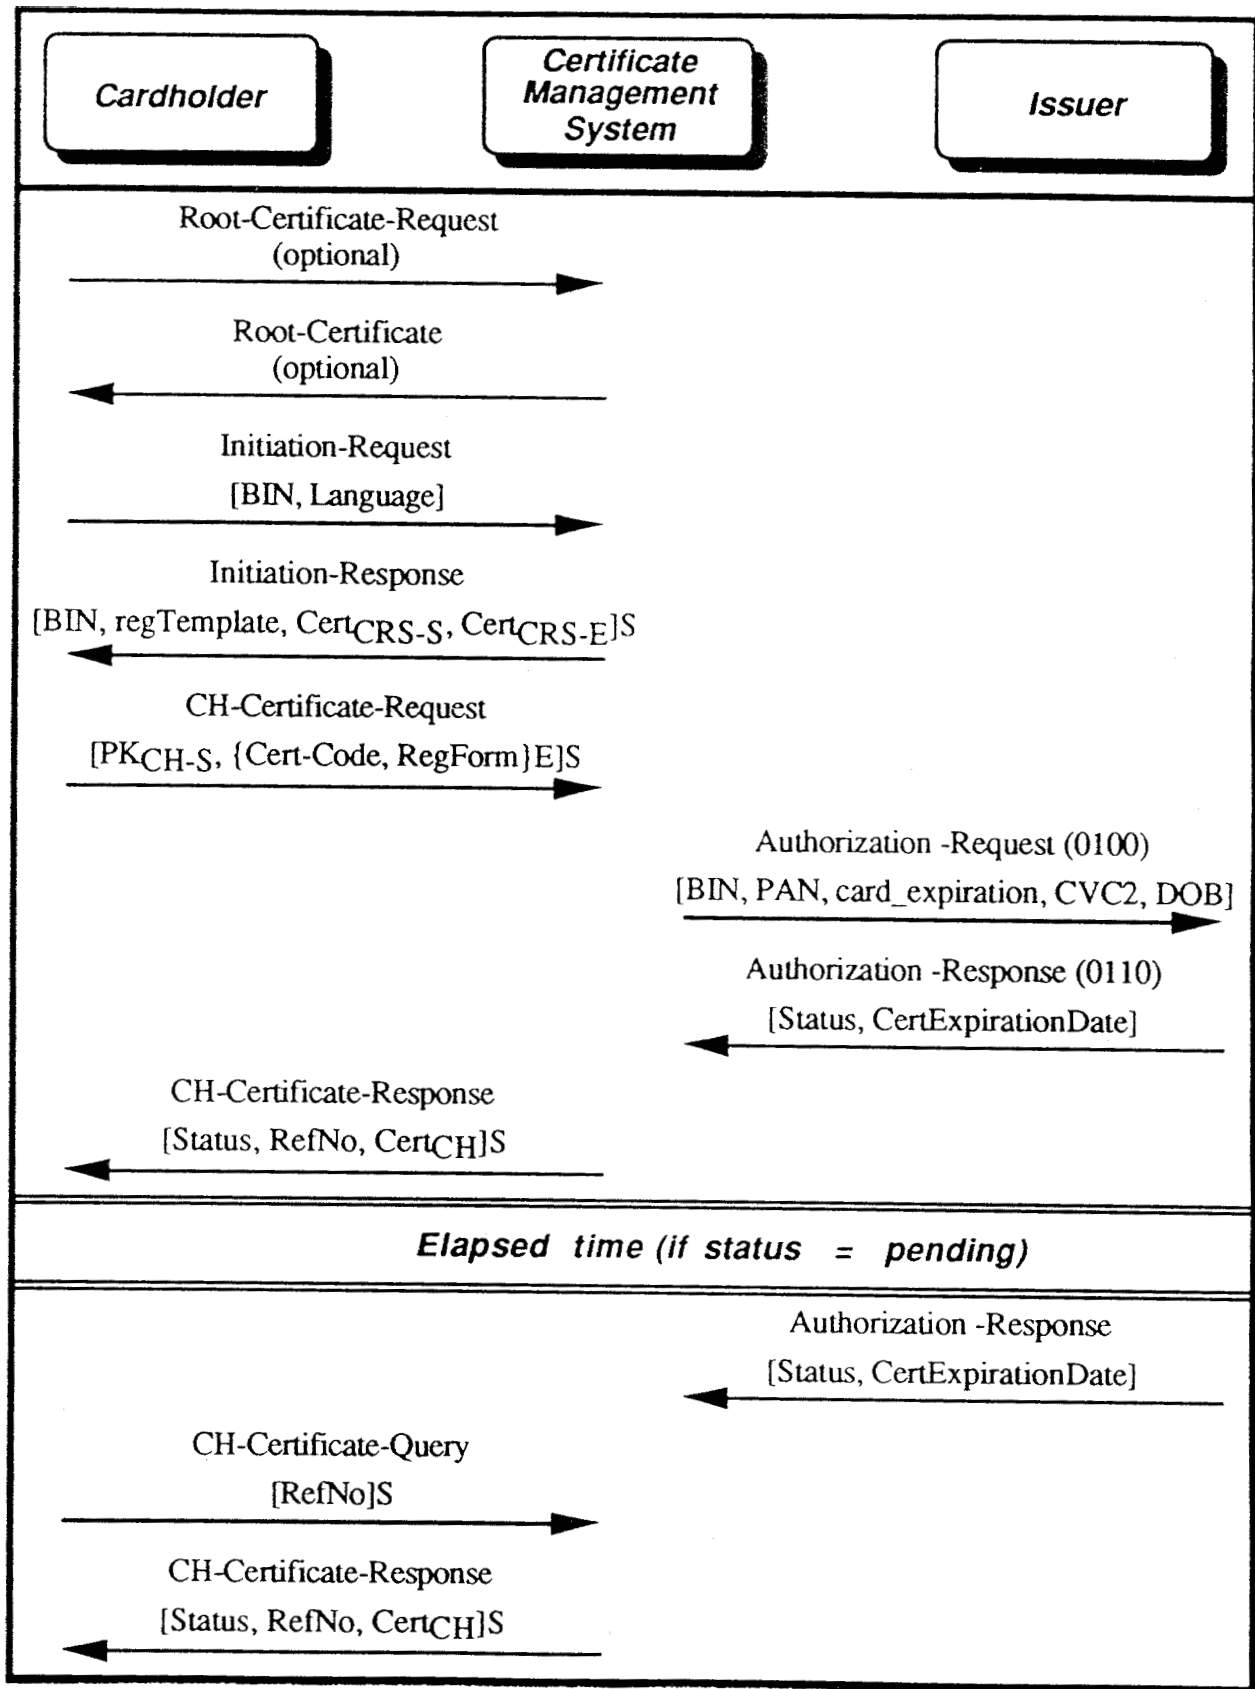 Cardholder
Certificate
Management
System
Issuer
Root-Certificate-Request
(optional)
Root-Certificate
(optional)
Initiation-Request
[BIN, Language]
Initiation-Response
[BIN, regTemplate, CertCRS-S, CertCRS-E]S
CH-Certificate-Request
[PKCH-S, {Cert-Code, RegForm}E]S
Authorization -Request (0100)
[BIN, PAN, card_expiration, CVC2, DOB]
Authorization -Response (0110)
[Status, CertExpirationDate]
CH-Certificate-Response
[Status, RefNo, CertCH]S
Elapsed time (if status = pending)
Authorization -Response
[Status, CertExpirationDate]
CH-Certificate-Query
[RefNo]S
CH-Certificate-Response
[Status, RefNo, CertCH]S